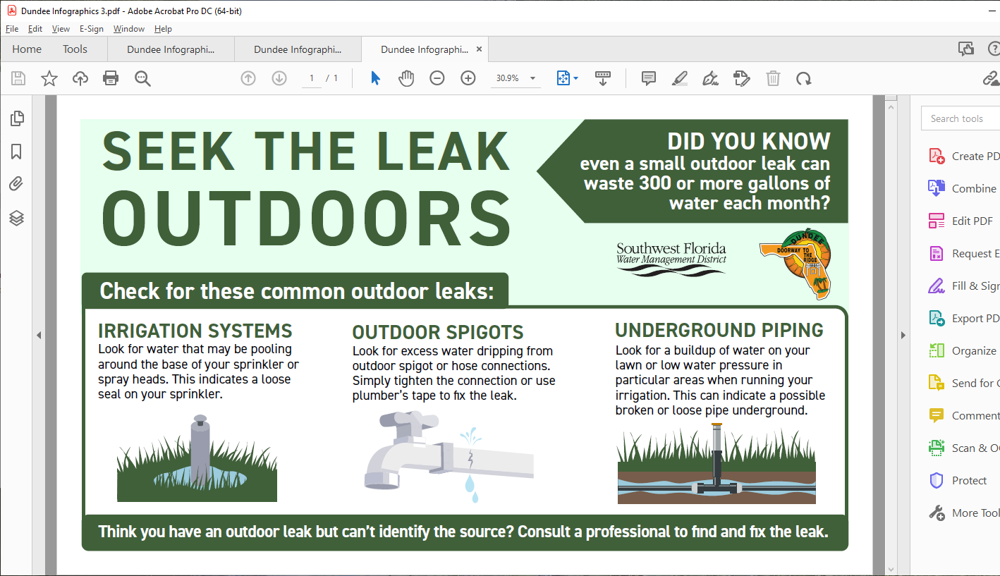 Dundee Infographics 3.pdf - Adobe Acrobat Pro DC (64-bit)
File Edit View E-Sign Window Help
Home Tools Dundee Infographi... Dundee Infographi... Dundee Infographi... ×
1 / 1 30.9%
SEEK THE LEAK
OUTDOORS
DID YOU KNOW
even a small outdoor leak can
waste 300 or more gallons of
water each month?
Southwest Florida
Water Management District
DUNDEE
DOORWAY TO
THE
RIDGE
Check for these common outdoor leaks:
IRRIGATION SYSTEMS
Look for water that may be pooling
around the base of your sprinkler or
spray heads. This indicates a loose
seal on your sprinkler.
OUTDOOR SPIGOTS
Look for excess water dripping from
outdoor spigot or hose connections.
Simply tighten the connection or use
plumber's tape to fix the leak.
UNDERGROUND PIPING
Look for a buildup of water on your
lawn or low water pressure in
particular areas when running your
irrigation. This can indicate a possible
broken or loose pipe underground.
Think you have an outdoor leak but can't identify the source? Consult a professional to find and fix the leak.
Search tools
Create PD
Combine
Edit PDF
Request E
Fill & Sign
Export PD
Organize
Send for C
Comment
Scan & OC
Protect
More Tool